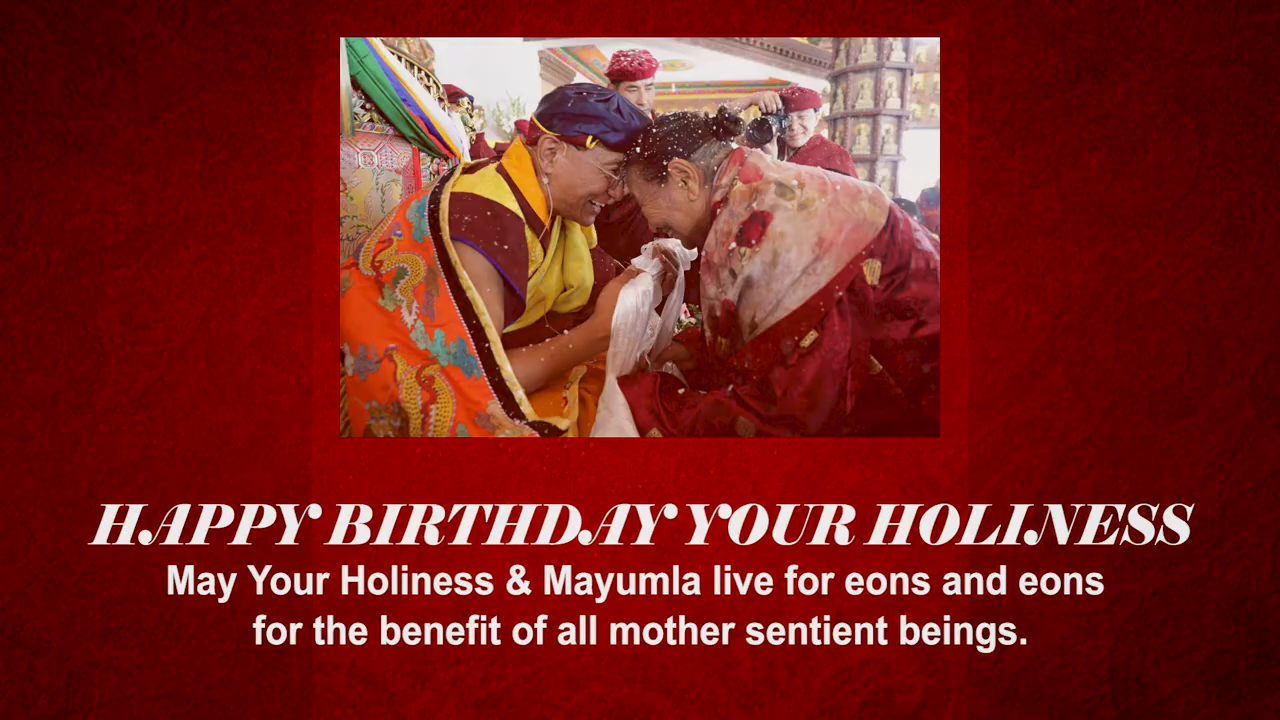 HAPPY BIRTHDAY YOUR HOLINESS
May Your Holiness & Mayumla live for eons and eons
for the benefit of all mother sentient beings.